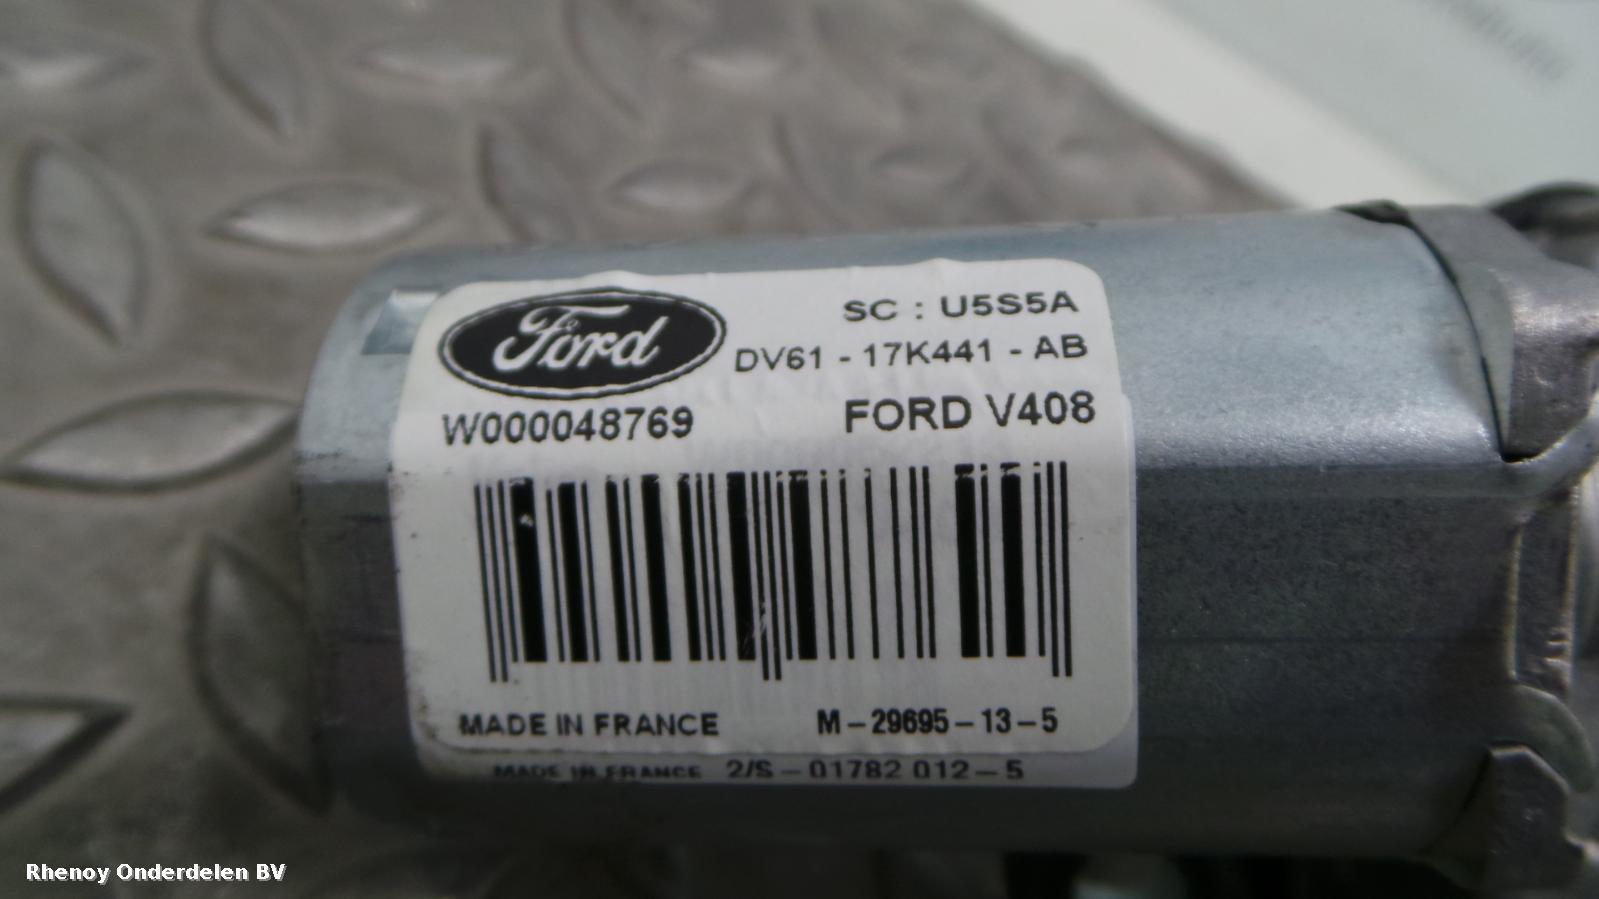 Ford
SC : U5S5A
DV61 - 17K441 - AB
W000048769
FORD V408
MADE IN FRANCE
M-29695-13-5
MADE IN FRANCE 2/S-01782 012-5
Rhenoy Onderdelen BV